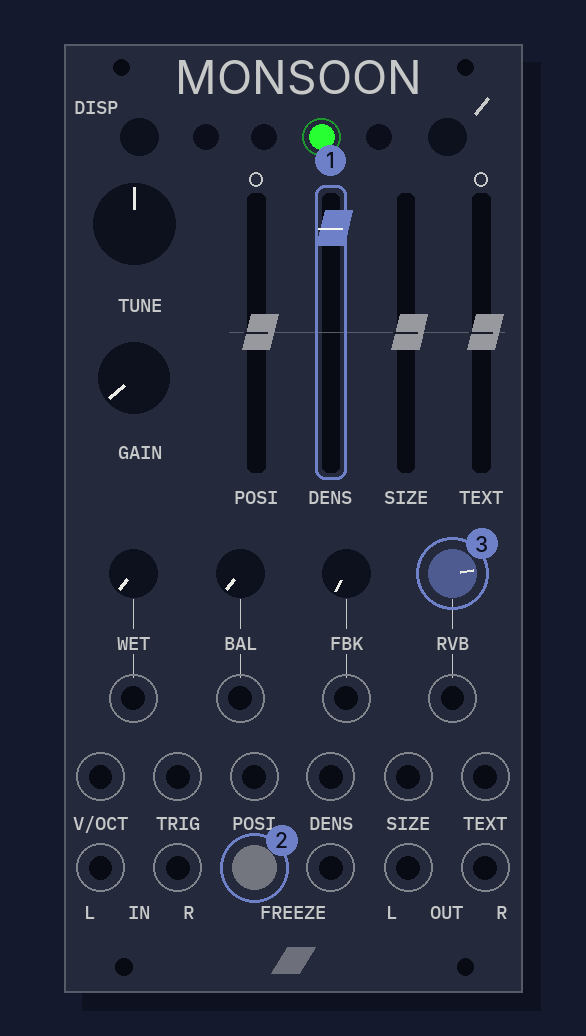 MONSOON
DISP
1
TUNE
GAIN
POSI DENS SIZE TEXT
3
WET BAL FBK RVB
V/OCT TRIG POSI DENS SIZE TEXT
2
L IN R FREEZE L OUT R